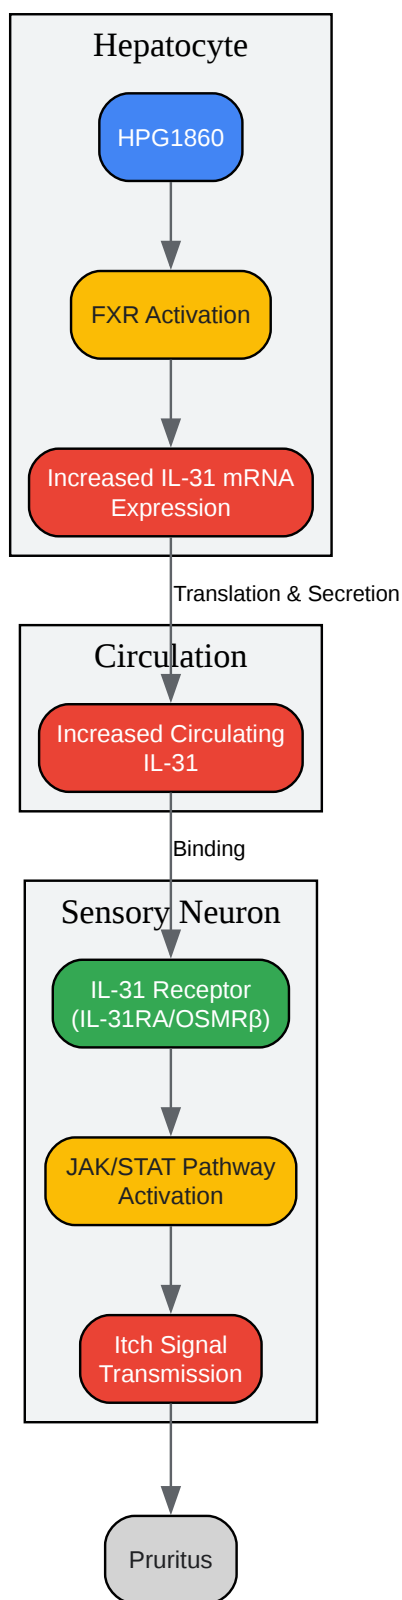 Hepatocyte
HPG1860
FXR Activation
Increased IL-31 mRNA
Expression
Translation & Secretion
Circulation
Increased Circulating
IL-31
Binding
Sensory Neuron
IL-31 Receptor
(IL-31RA/OSMRβ)
JAK/STAT Pathway
Activation
Itch Signal
Transmission
Pruritus